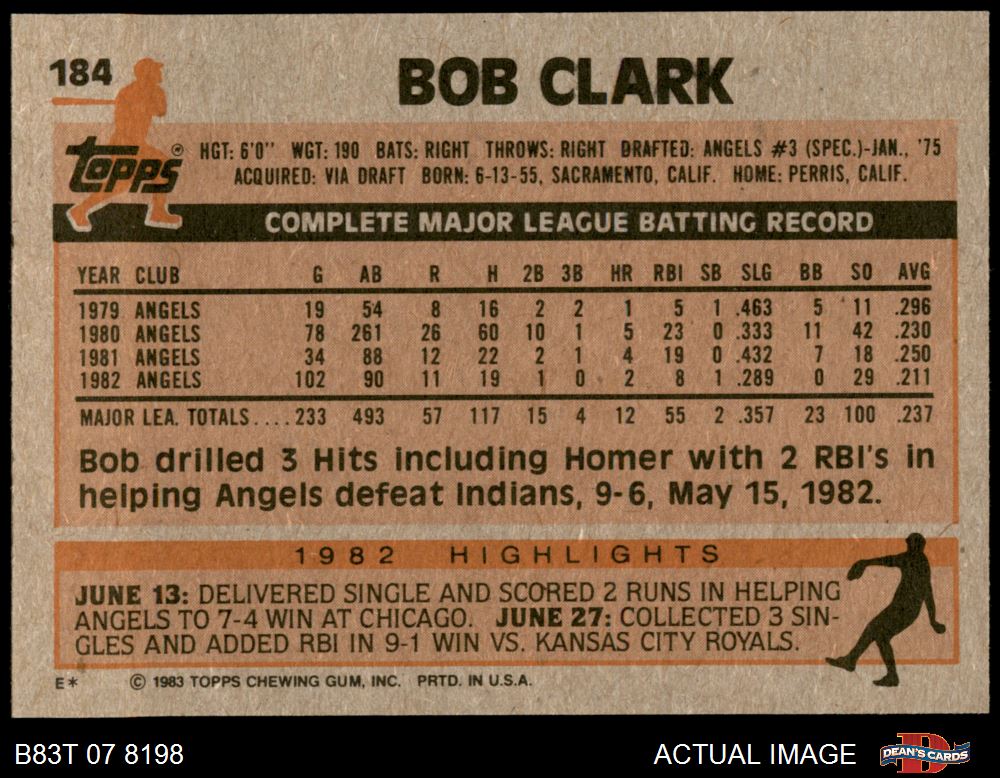 184
BOB CLARK
Topps®
HGT: 6'0" WGT: 190 BATS: RIGHT THROWS: RIGHT DRAFTED: ANGELS #3 (SPEC.)-JAN., '75
ACQUIRED: VIA DRAFT BORN: 6-13-55, SACRAMENTO, CALIF. HOME: PERRIS, CALIF.
COMPLETE MAJOR LEAGUE BATTING RECORD
YEAR CLUB G AB R H 2B 3B HR RBI SB SLG BB SO AVG
1979 ANGELS 19 54 8 16 2 2 1 5 1 .463 5 11 .296
1980 ANGELS 78 261 26 60 10 1 5 23 0 .333 11 42 .230
1981 ANGELS 34 88 12 22 2 1 4 19 0 .432 7 18 .250
1982 ANGELS 102 90 11 19 1 0 2 8 1 .289 0 29 .211
MAJOR LEA. TOTALS....233 493 57 117 15 4 12 55 2 .357 23 100 .237
Bob drilled 3 Hits including Homer with 2 RBI's in
helping Angels defeat Indians, 9-6, May 15, 1982.
1982 HIGHLIGHTS
JUNE 13: DELIVERED SINGLE AND SCORED 2 RUNS IN HELPING
ANGELS TO 7-4 WIN AT CHICAGO. JUNE 27: COLLECTED 3 SIN-
GLES AND ADDED RBI IN 9-1 WIN VS. KANSAS CITY ROYALS.
E* © 1983 TOPPS CHEWING GUM, INC. PRTD. IN U.S.A.
B83T 07 8198
ACTUAL IMAGE
DEAN'S CARDS